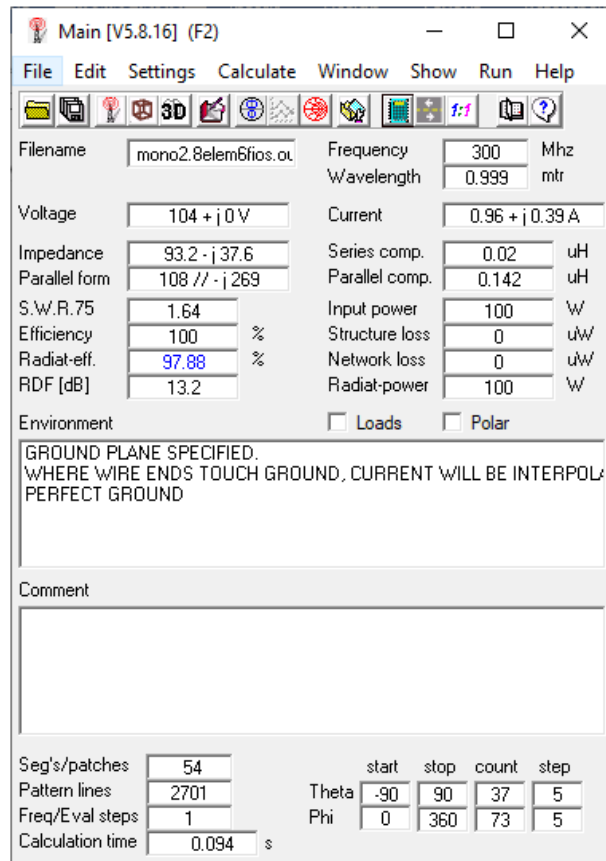 Main [V5.8.16] (F2)
File Edit Settings Calculate Window Show Run Help
3D 1:1
Filename mono2.8elem6fios.ou Frequency 300 Mhz
Wavelength 0.999 mtr
Voltage 104 + j 0 V Current 0.96 + j 0.39 A
Impedance 93.2 - j 37.6 Series comp. 0.02 uH
Parallel form 108 // - j 269 Parallel comp. 0.142 uH
S.W.R.75 1.64 Input power 100 W
Efficiency 100 % Structure loss 0 uW
Radiat-eff. 97.88 % Network loss 0 uW
RDF [dB] 13.2 Radiat-power 100 W
Environment Loads Polar
GROUND PLANE SPECIFIED.
WHERE WIRE ENDS TOUCH GROUND, CURRENT WILL BE INTERPOLA
PERFECT GROUND
Comment
Seg's/patches 54 start stop count step
Pattern lines 2701 Theta -90 90 37 5
Freq/Eval steps 1 Phi 0 360 73 5
Calculation time 0.094 s